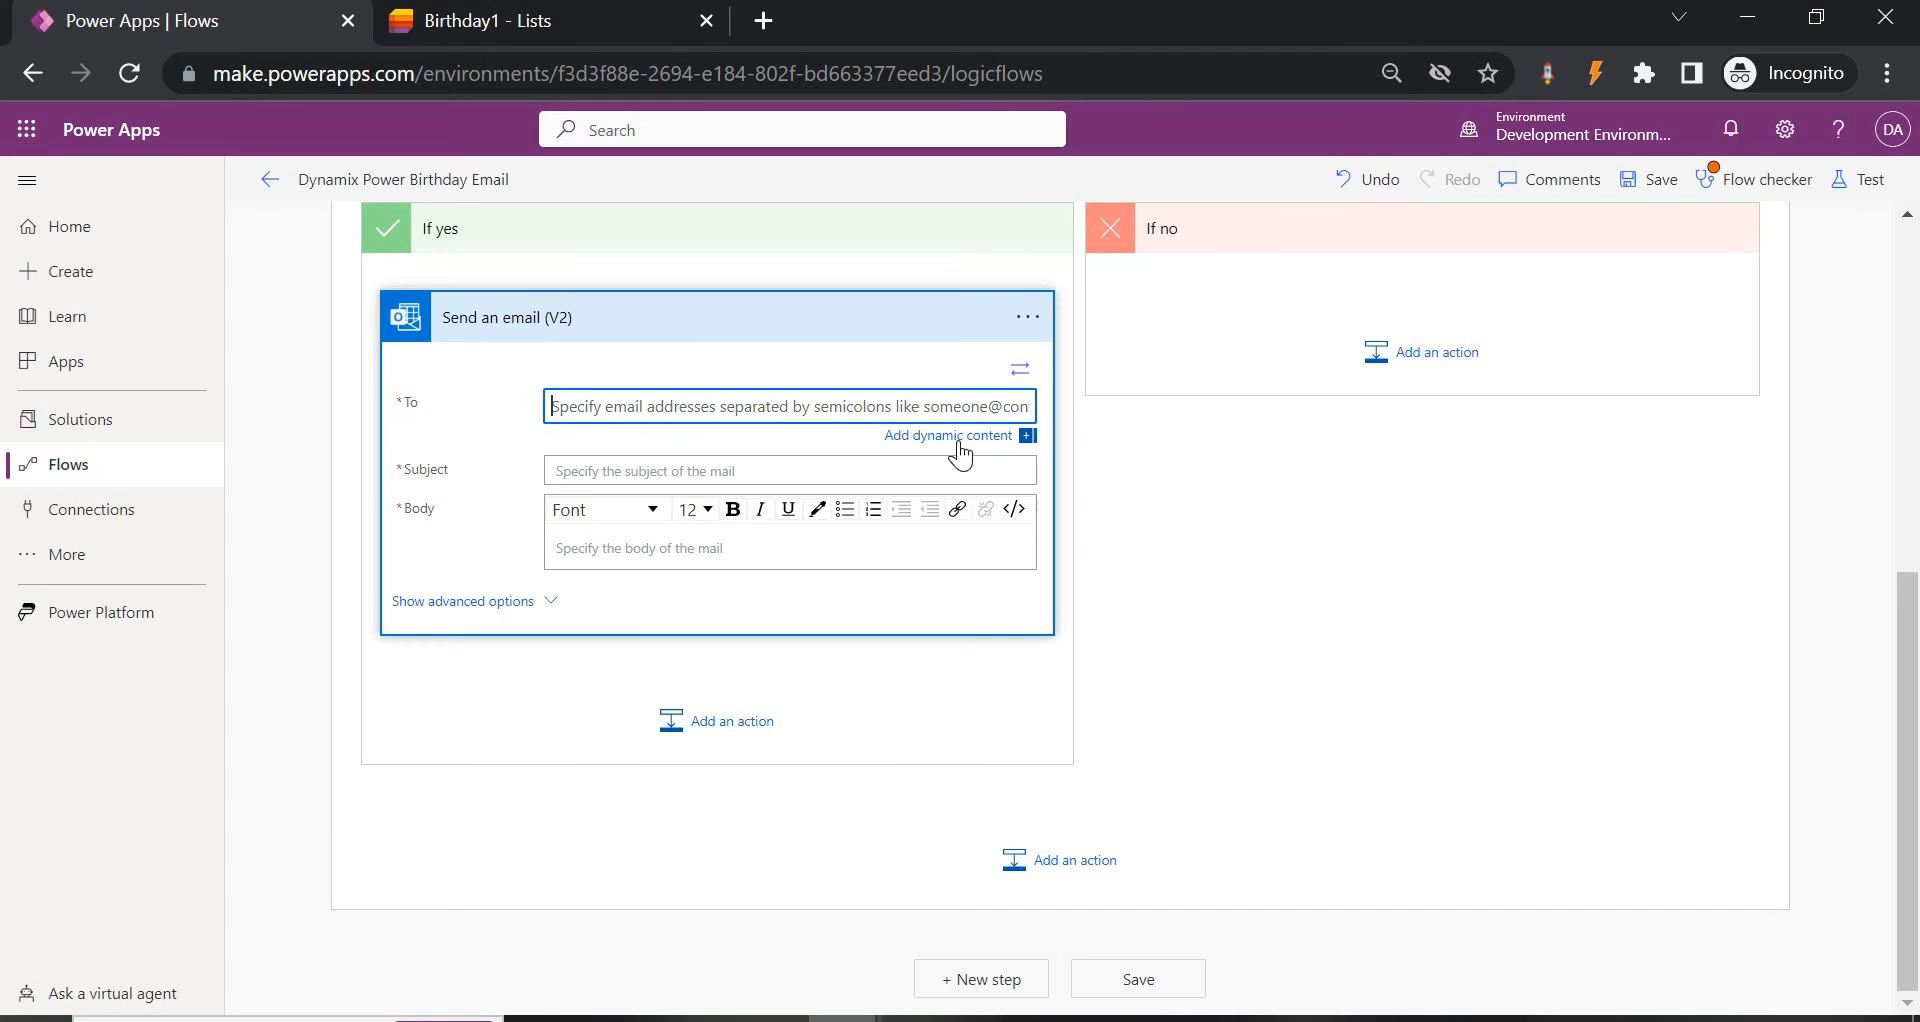 Power Apps | Flows
Birthday1 - Lists
make.powerapps.com/environments/f3d3f88e-2694-e184-802f-bd663377eed3/logicflows
Incognito
Power Apps
Search
Environment
Development Environm...
DA
Dynamix Power Birthday Email
Undo
Redo
Comments
Save
Flow checker
Test
Home
Create
Learn
Apps
Solutions
Flows
Connections
More
Power Platform
Ask a virtual agent
If yes
If no
Send an email (V2)
Add an action
* To
Specify email addresses separated by semicolons like someone@con
Add dynamic content
* Subject
Specify the subject of the mail
* Body
Font
12
B I U
Specify the body of the mail
Show advanced options
Add an action
Add an action
+ New step
Save